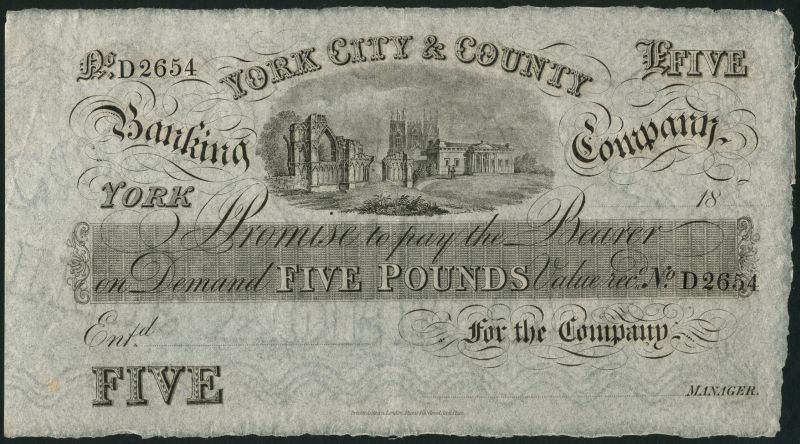 YORK CITY & COUNTY
No. D2654
£FIVE
Banking Company.
YORK 18
Promise to pay the Bearer
on Demand FIVE POUNDS Value recd. No. D2654
Entd.
For the Company.
FIVE
MANAGER.